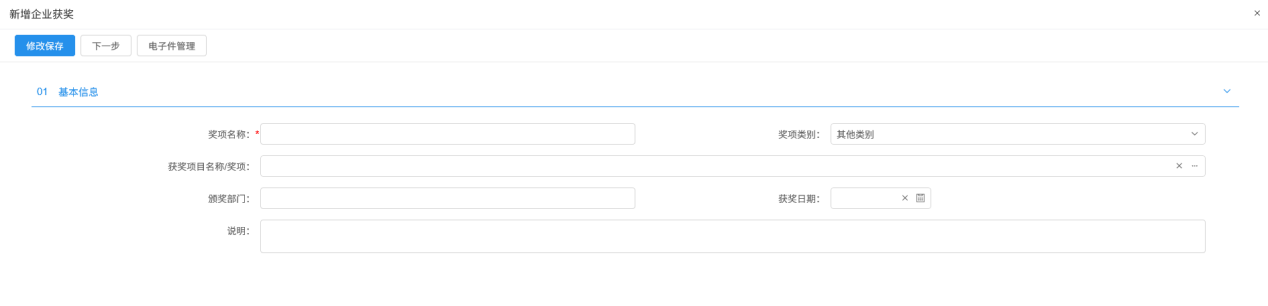 新增企业获奖 ×
修改保存 下一步 电子件管理
01 基本信息
奖项名称：* 奖项类别： 其他类别
获奖项目名称/奖项： × ···
颁奖部门： 获奖日期： ×
说明：